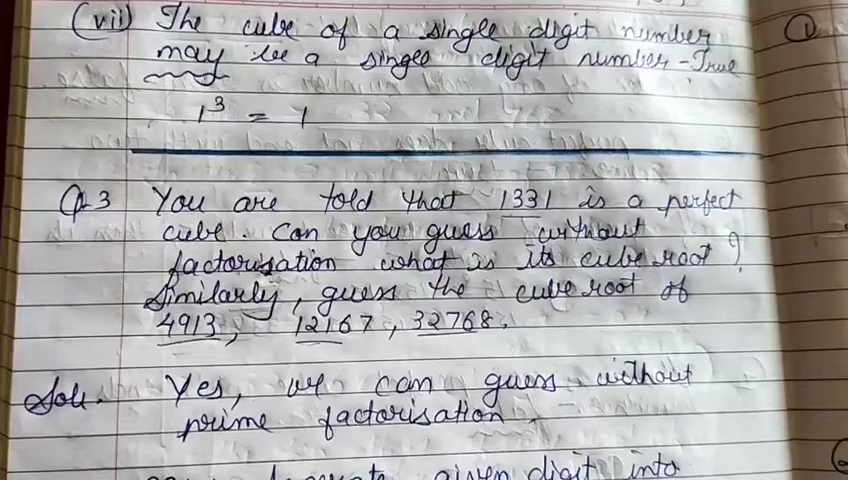 (vii) The cube of a single digit number
may be a single digit number - True
1³ = 1
Q.3 You are told that 1331 is a perfect
cube. Can you guess without
factorisation what is its cube root ?
Similarly, guess the cube root of
4913, 12167, 32768.
Sol. Yes, we can guess without
prime factorisation.
given digit into